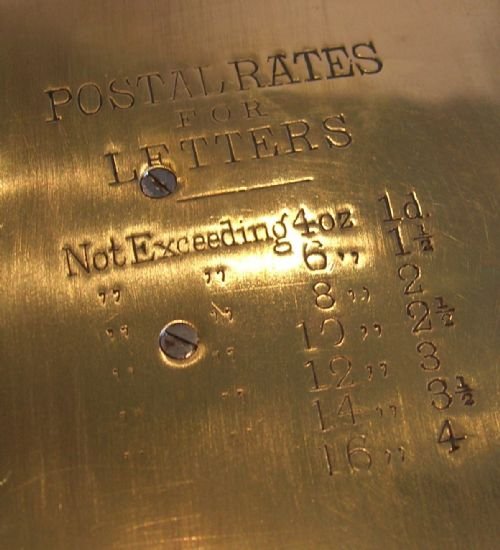 POSTAL RATES
FOR
LETTERS
Not Exceeding 4oz 1d.
" " 6 " 1½
" " 8 " 2
" " 10 " 2½
" " 12 " 3
" " 14 " 3½
" " 16 " 4